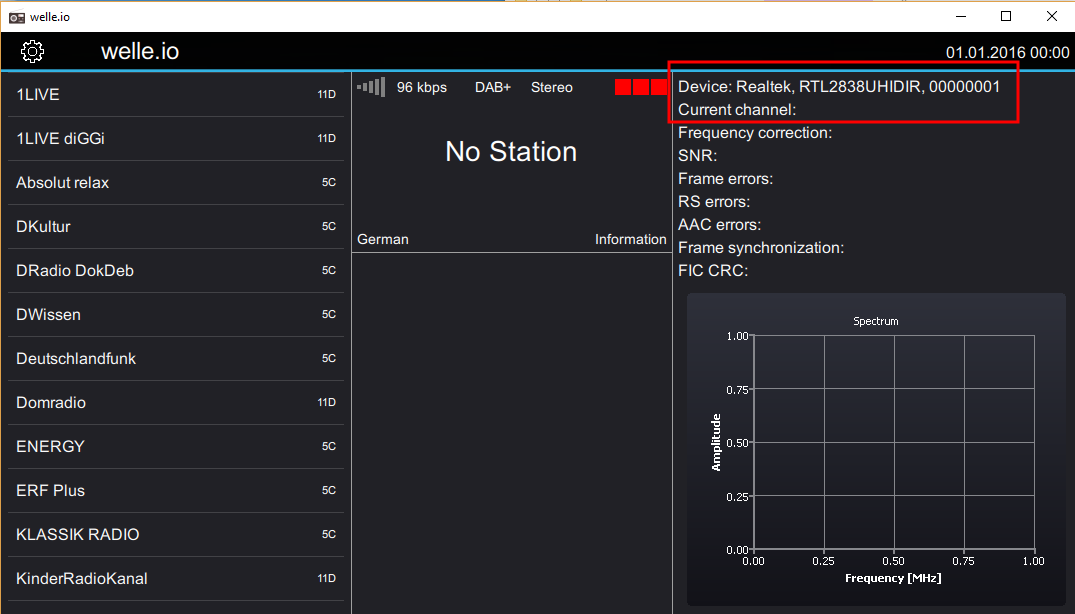 welle.io
welle.io
01.01.2016 00:00
1LIVE 11D
1LIVE diGGi 11D
Absolut relax 5C
DKultur 5C
DRadio DokDeb 5C
DWissen 5C
Deutschlandfunk 5C
Domradio 11D
ENERGY 5C
ERF Plus 5C
KLASSIK RADIO 5C
KinderRadioKanal 11D
96 kbps DAB+ Stereo
No Station
German Information
Device: Realtek, RTL2838UHIDIR, 00000001
Current channel:
Frequency correction:
SNR:
Frame errors:
RS errors:
AAC errors:
Frame synchronization:
FIC CRC:
Spectrum
1.00
0.75
0.50
0.25
0.00
Amplitude
0.00 0.25 0.50 0.75 1.00
Frequency [MHz]